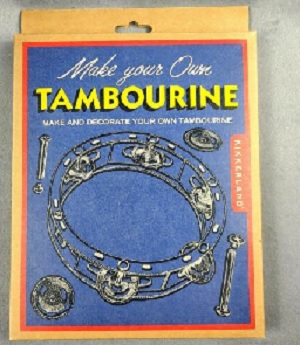 Make your Own
TAMBOURINE
MAKE AND DECORATE YOUR OWN TAMBOURINE
KIKKERLAND